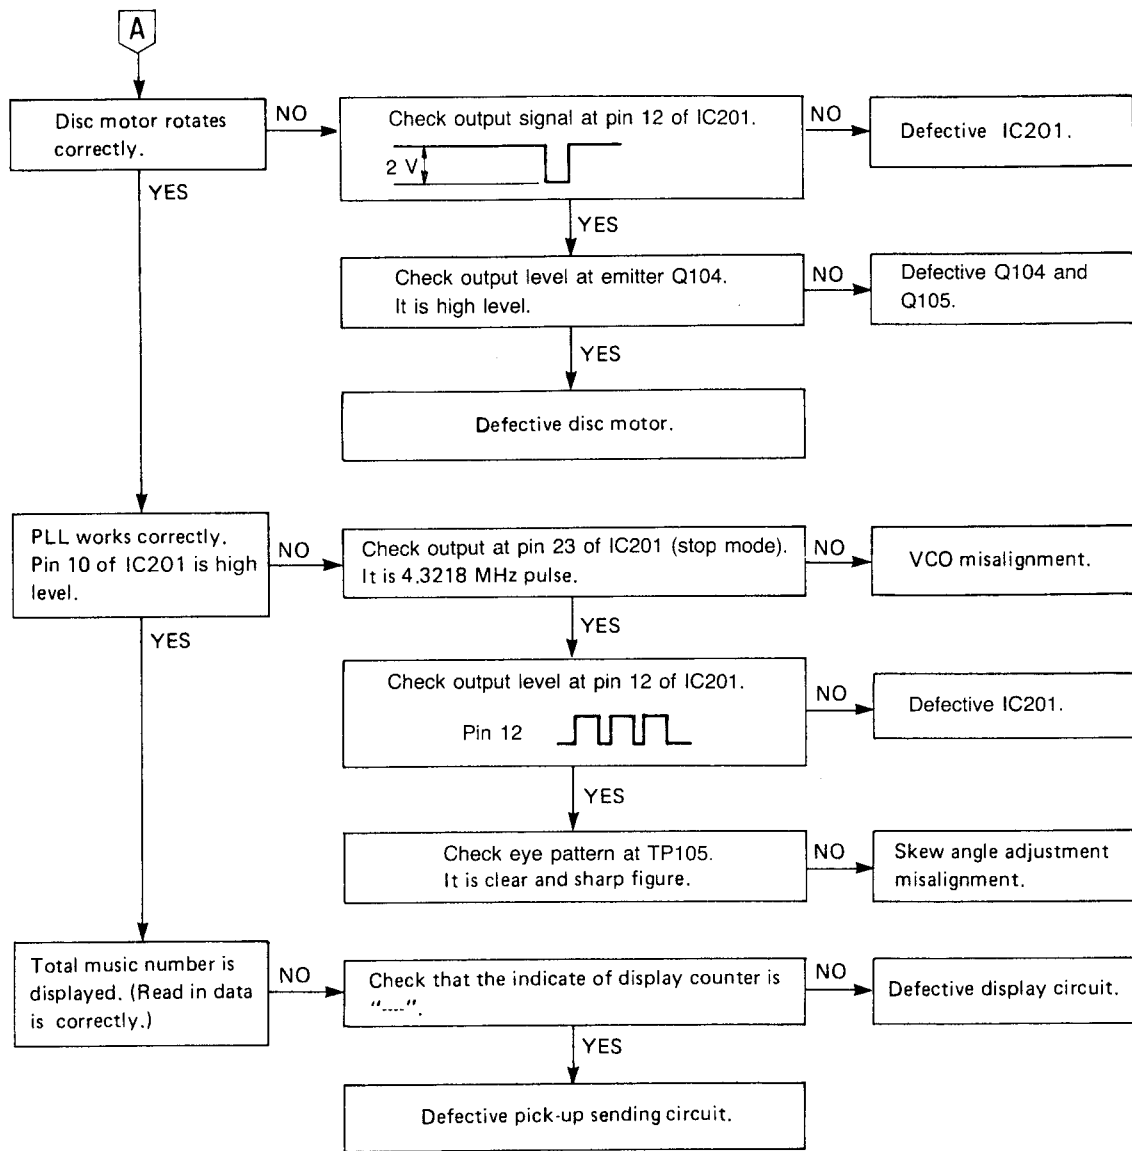 A
Disc motor rotates
correctly.
NO
Check output signal at pin 12 of IC201.
2 V
NO
Defective IC201.
YES
YES
Check output level at emitter Q104.
It is high level.
NO
Defective Q104 and
Q105.
YES
Defective disc motor.
PLL works correctly.
Pin 10 of IC201 is high
level.
NO
Check output at pin 23 of IC201 (stop mode).
It is 4.3218 MHz pulse.
NO
VCO misalignment.
YES
YES
Check output level at pin 12 of IC201.
Pin 12
NO
Defective IC201.
YES
Check eye pattern at TP105.
It is clear and sharp figure.
NO
Skew angle adjustment
misalignment.
Total music number is
displayed. (Read in data
is correctly.)
NO
Check that the indicate of display counter is
"----".
NO
Defective display circuit.
YES
Defective pick-up sending circuit.